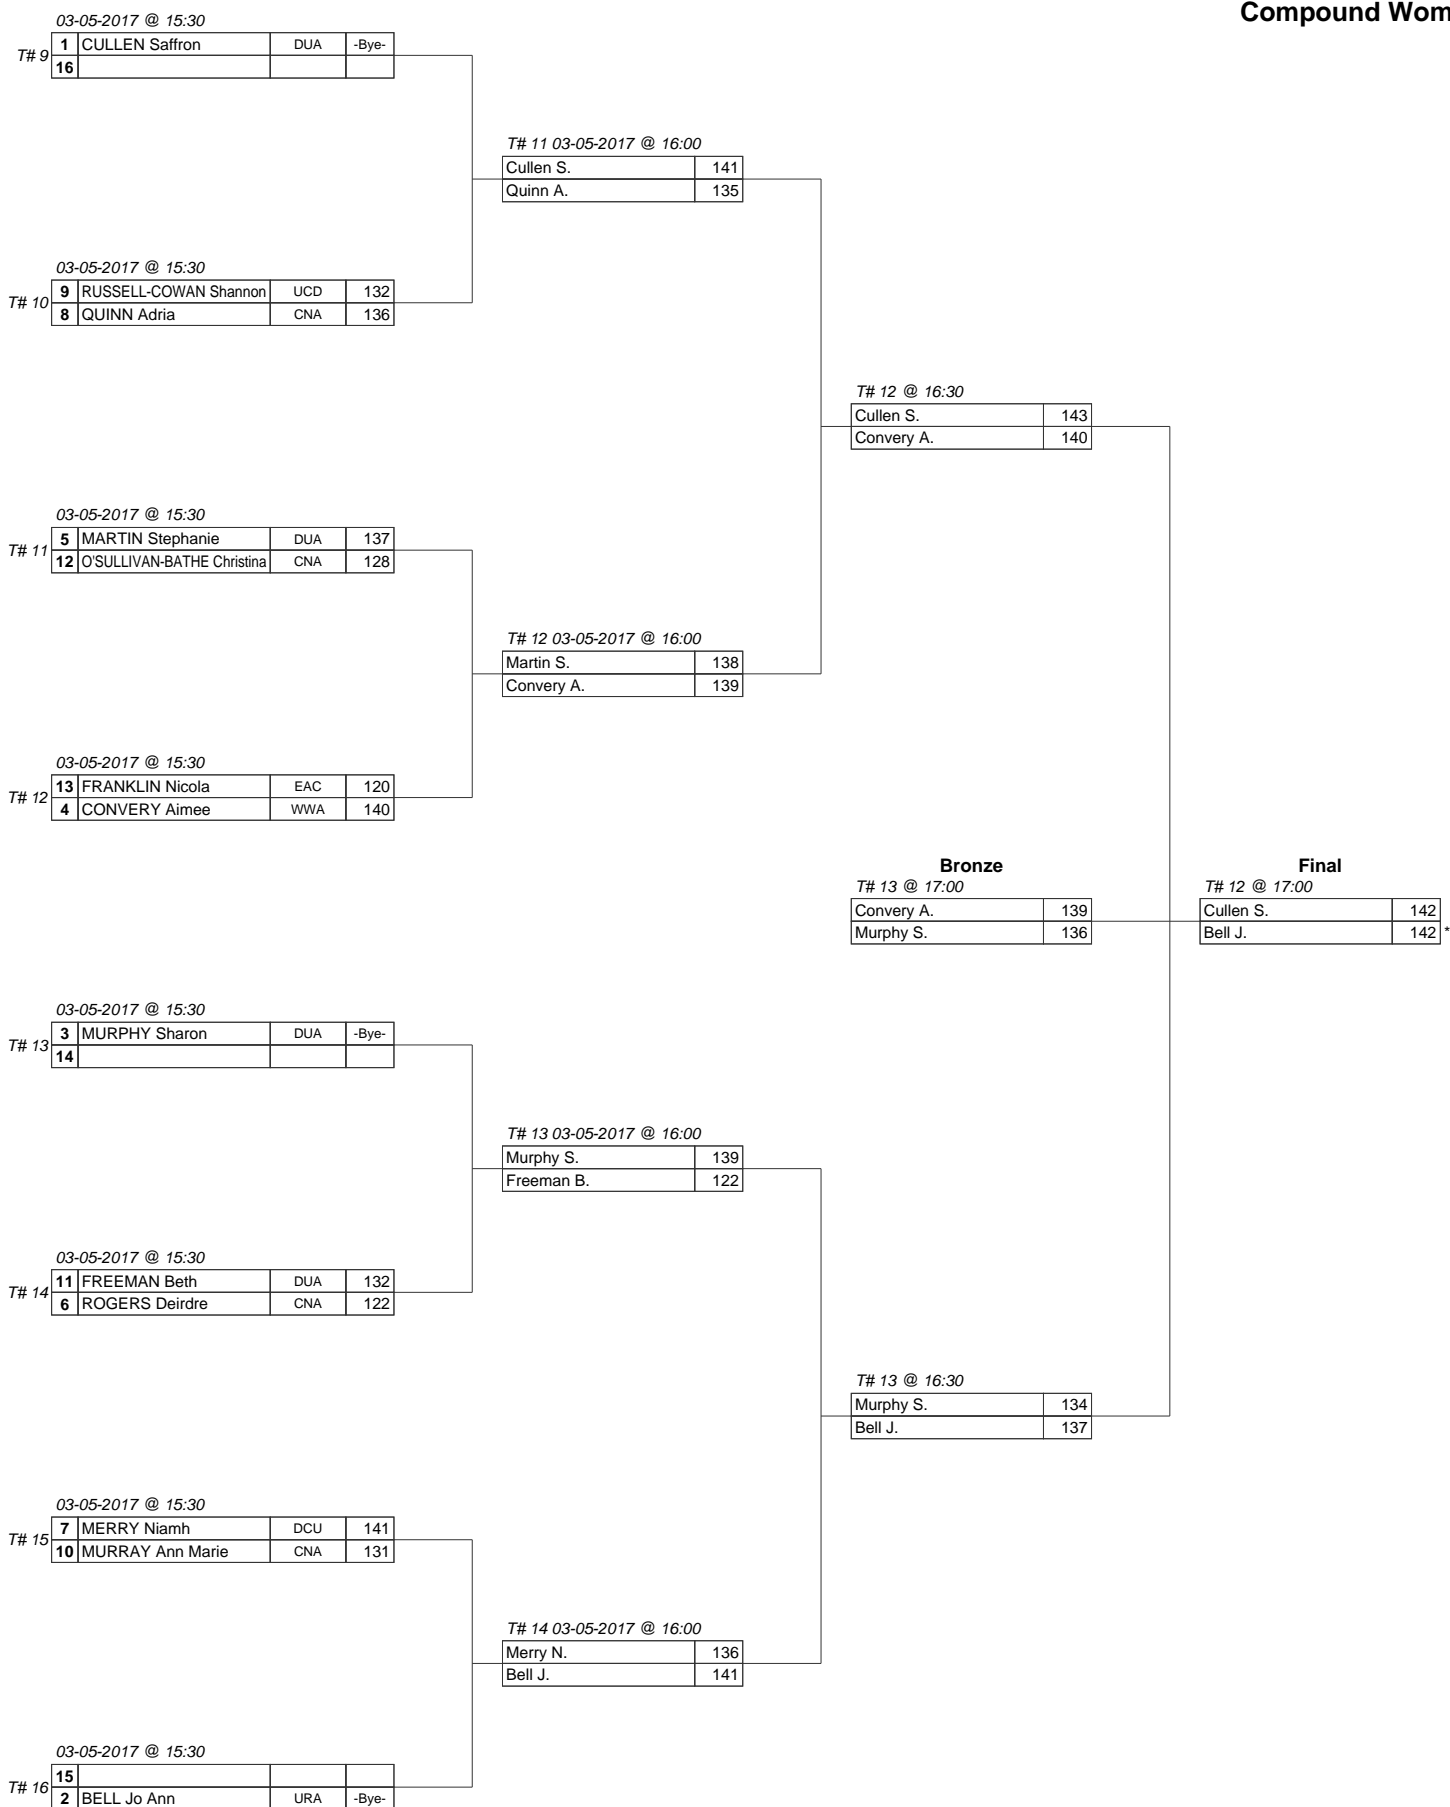 Compound Wom
03-05-2017 @ 15:30
T# 9
1 CULLEN Saffron DUA -Bye-
16
T# 11 03-05-2017 @ 16:00
Cullen S. 141
Quinn A. 135
03-05-2017 @ 15:30
T# 10
9 RUSSELL-COWAN Shannon UCD 132
8 QUINN Adria CNA 136
T# 12 @ 16:30
Cullen S. 143
Convery A. 140
03-05-2017 @ 15:30
T# 11
5 MARTIN Stephanie DUA 137
12 O'SULLIVAN-BATHE Christina CNA 128
T# 12 03-05-2017 @ 16:00
Martin S. 138
Convery A. 139
03-05-2017 @ 15:30
T# 12
13 FRANKLIN Nicola EAC 120
4 CONVERY Aimee WWA 140
Bronze
T# 13 @ 17:00
Convery A. 139
Murphy S. 136
Final
T# 12 @ 17:00
Cullen S. 142
Bell J. 142 *
03-05-2017 @ 15:30
T# 13
3 MURPHY Sharon DUA -Bye-
14
T# 13 03-05-2017 @ 16:00
Murphy S. 139
Freeman B. 122
03-05-2017 @ 15:30
T# 14
11 FREEMAN Beth DUA 132
6 ROGERS Deirdre CNA 122
T# 13 @ 16:30
Murphy S. 134
Bell J. 137
03-05-2017 @ 15:30
T# 15
7 MERRY Niamh DCU 141
10 MURRAY Ann Marie CNA 131
T# 14 03-05-2017 @ 16:00
Merry N. 136
Bell J. 141
03-05-2017 @ 15:30
T# 16
15
2 BELL Jo Ann URA -Bye-